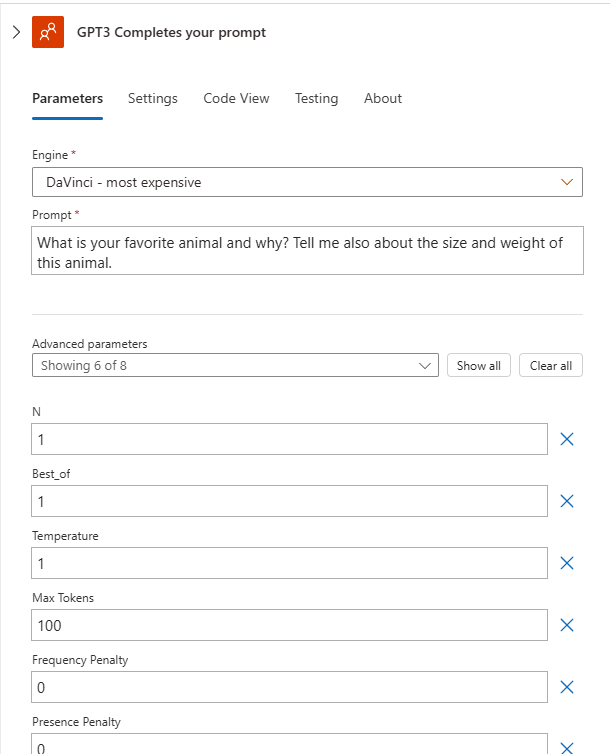 GPT3 Completes your prompt
Parameters Settings Code View Testing About
Engine *
DaVinci - most expensive
Prompt *
What is your favorite animal and why? Tell me also about the size and weight of
this animal.
Advanced parameters
Showing 6 of 8 Show all Clear all
N
1
Best_of
1
Temperature
1
Max Tokens
100
Frequency Penalty
0
Presence Penalty
0